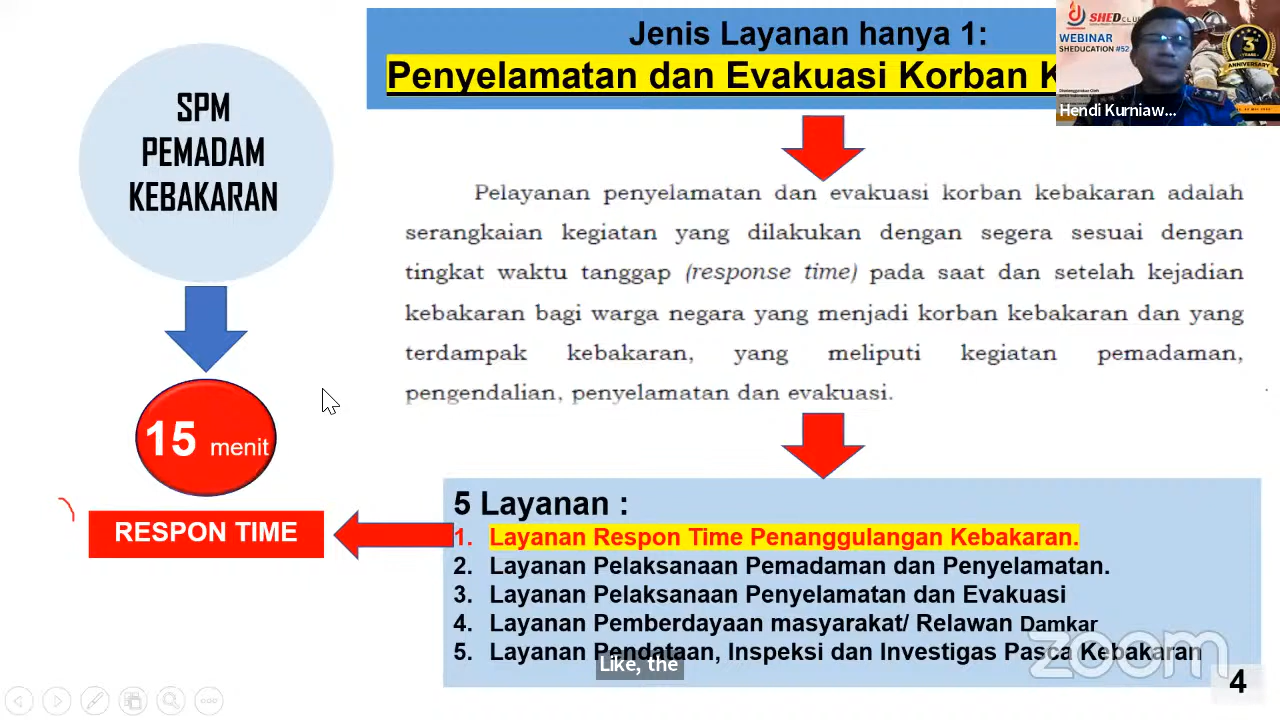 Jenis Layanan hanya 1:
Penyelamatan dan Evakuasi Korban K
SHED CLU
WEBINAR
SHEDUCATION #52
3
YEARS
ANNIVERSARY
Hendi Kurniaw...
SPM
PEMADAM
KEBAKARAN
Pelayanan penyelamatan dan evakuasi korban kebakaran adalah
serangkaian kegiatan yang dilakukan dengan segera sesuai dengan
tingkat waktu tanggap (response time) pada saat dan setelah kejadian
kebakaran bagi warga negara yang menjadi korban kebakaran dan yang
terdampak kebakaran, yang meliputi kegiatan pemadaman,
pengendalian, penyelamatan dan evakuasi.
15 menit
RESPON TIME
5 Layanan :
1. Layanan Respon Time Penanggulangan Kebakaran.
2. Layanan Pelaksanaan Pemadaman dan Penyelamatan.
3. Layanan Pelaksanaan Penyelamatan dan Evakuasi
4. Layanan Pemberdayaan masyarakat/ Relawan Damkar
5. Layanan Pendataan, Inspeksi dan Investigas Pasca Kebakaran
Like, the
zoom
4